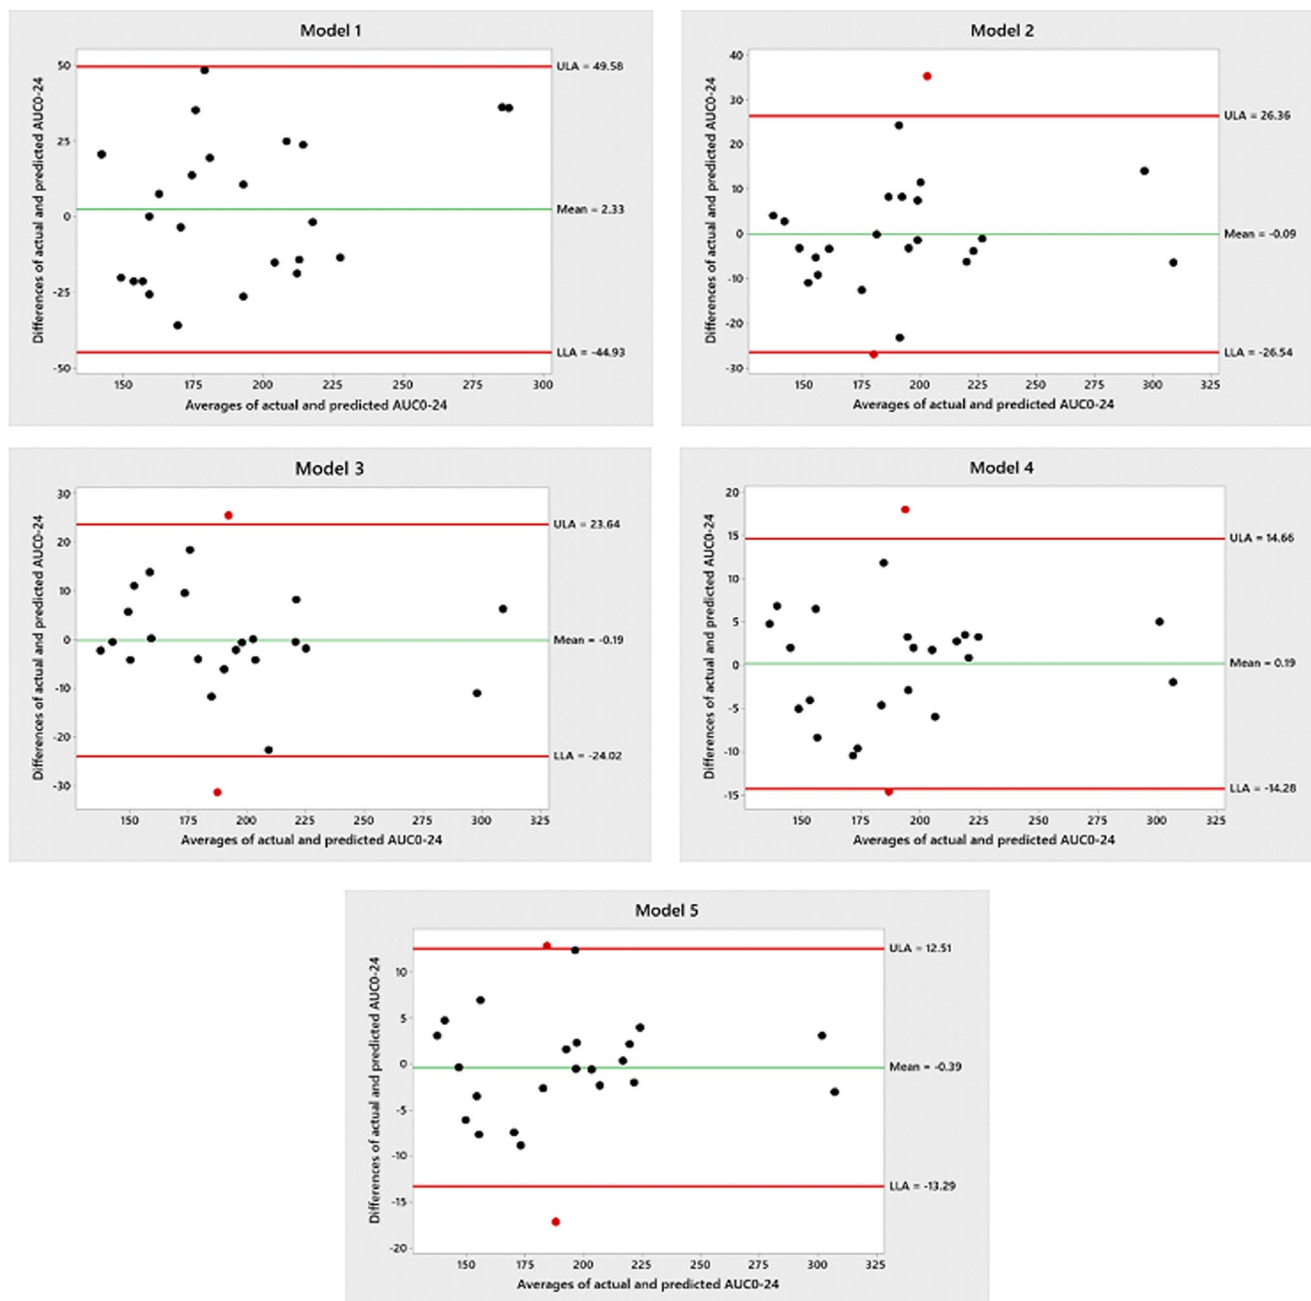 Model 1
Differences of actual and predicted AUC0-24
50
25
0
-25
-50
ULA = 49.58
Mean = 2.33
LLA = -44.93
150 175 200 225 250 275 300
Averages of actual and predicted AUC0-24
Model 2
Differences of actual and predicted AUC0-24
40
30
20
10
0
-10
-20
-30
ULA = 26.36
Mean = -0.09
LLA = -26.54
150 175 200 225 250 275 300 325
Averages of actual and predicted AUC0-24
Model 3
Differences of actual and predicted AUC0-24
30
20
10
0
-10
-20
-30
ULA = 23.64
Mean = -0.19
LLA = -24.02
150 175 200 225 250 275 300 325
Averages of actual and predicted AUC0-24
Model 4
Differences of actual and predicted AUC0-24
20
15
10
5
0
-5
-10
-15
ULA = 14.66
Mean = 0.19
LLA = -14.28
150 175 200 225 250 275 300 325
Averages of actual and predicted AUC0-24
Model 5
Differences of actual and predicted AUC0-24
10
5
0
-5
-10
-15
-20
ULA = 12.51
Mean = -0.39
LLA = -13.29
150 175 200 225 250 275 300 325
Averages of actual and predicted AUC0-24